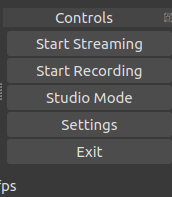 Controls
Start Streaming
Start Recording
Studio Mode
Settings
Exit
fps